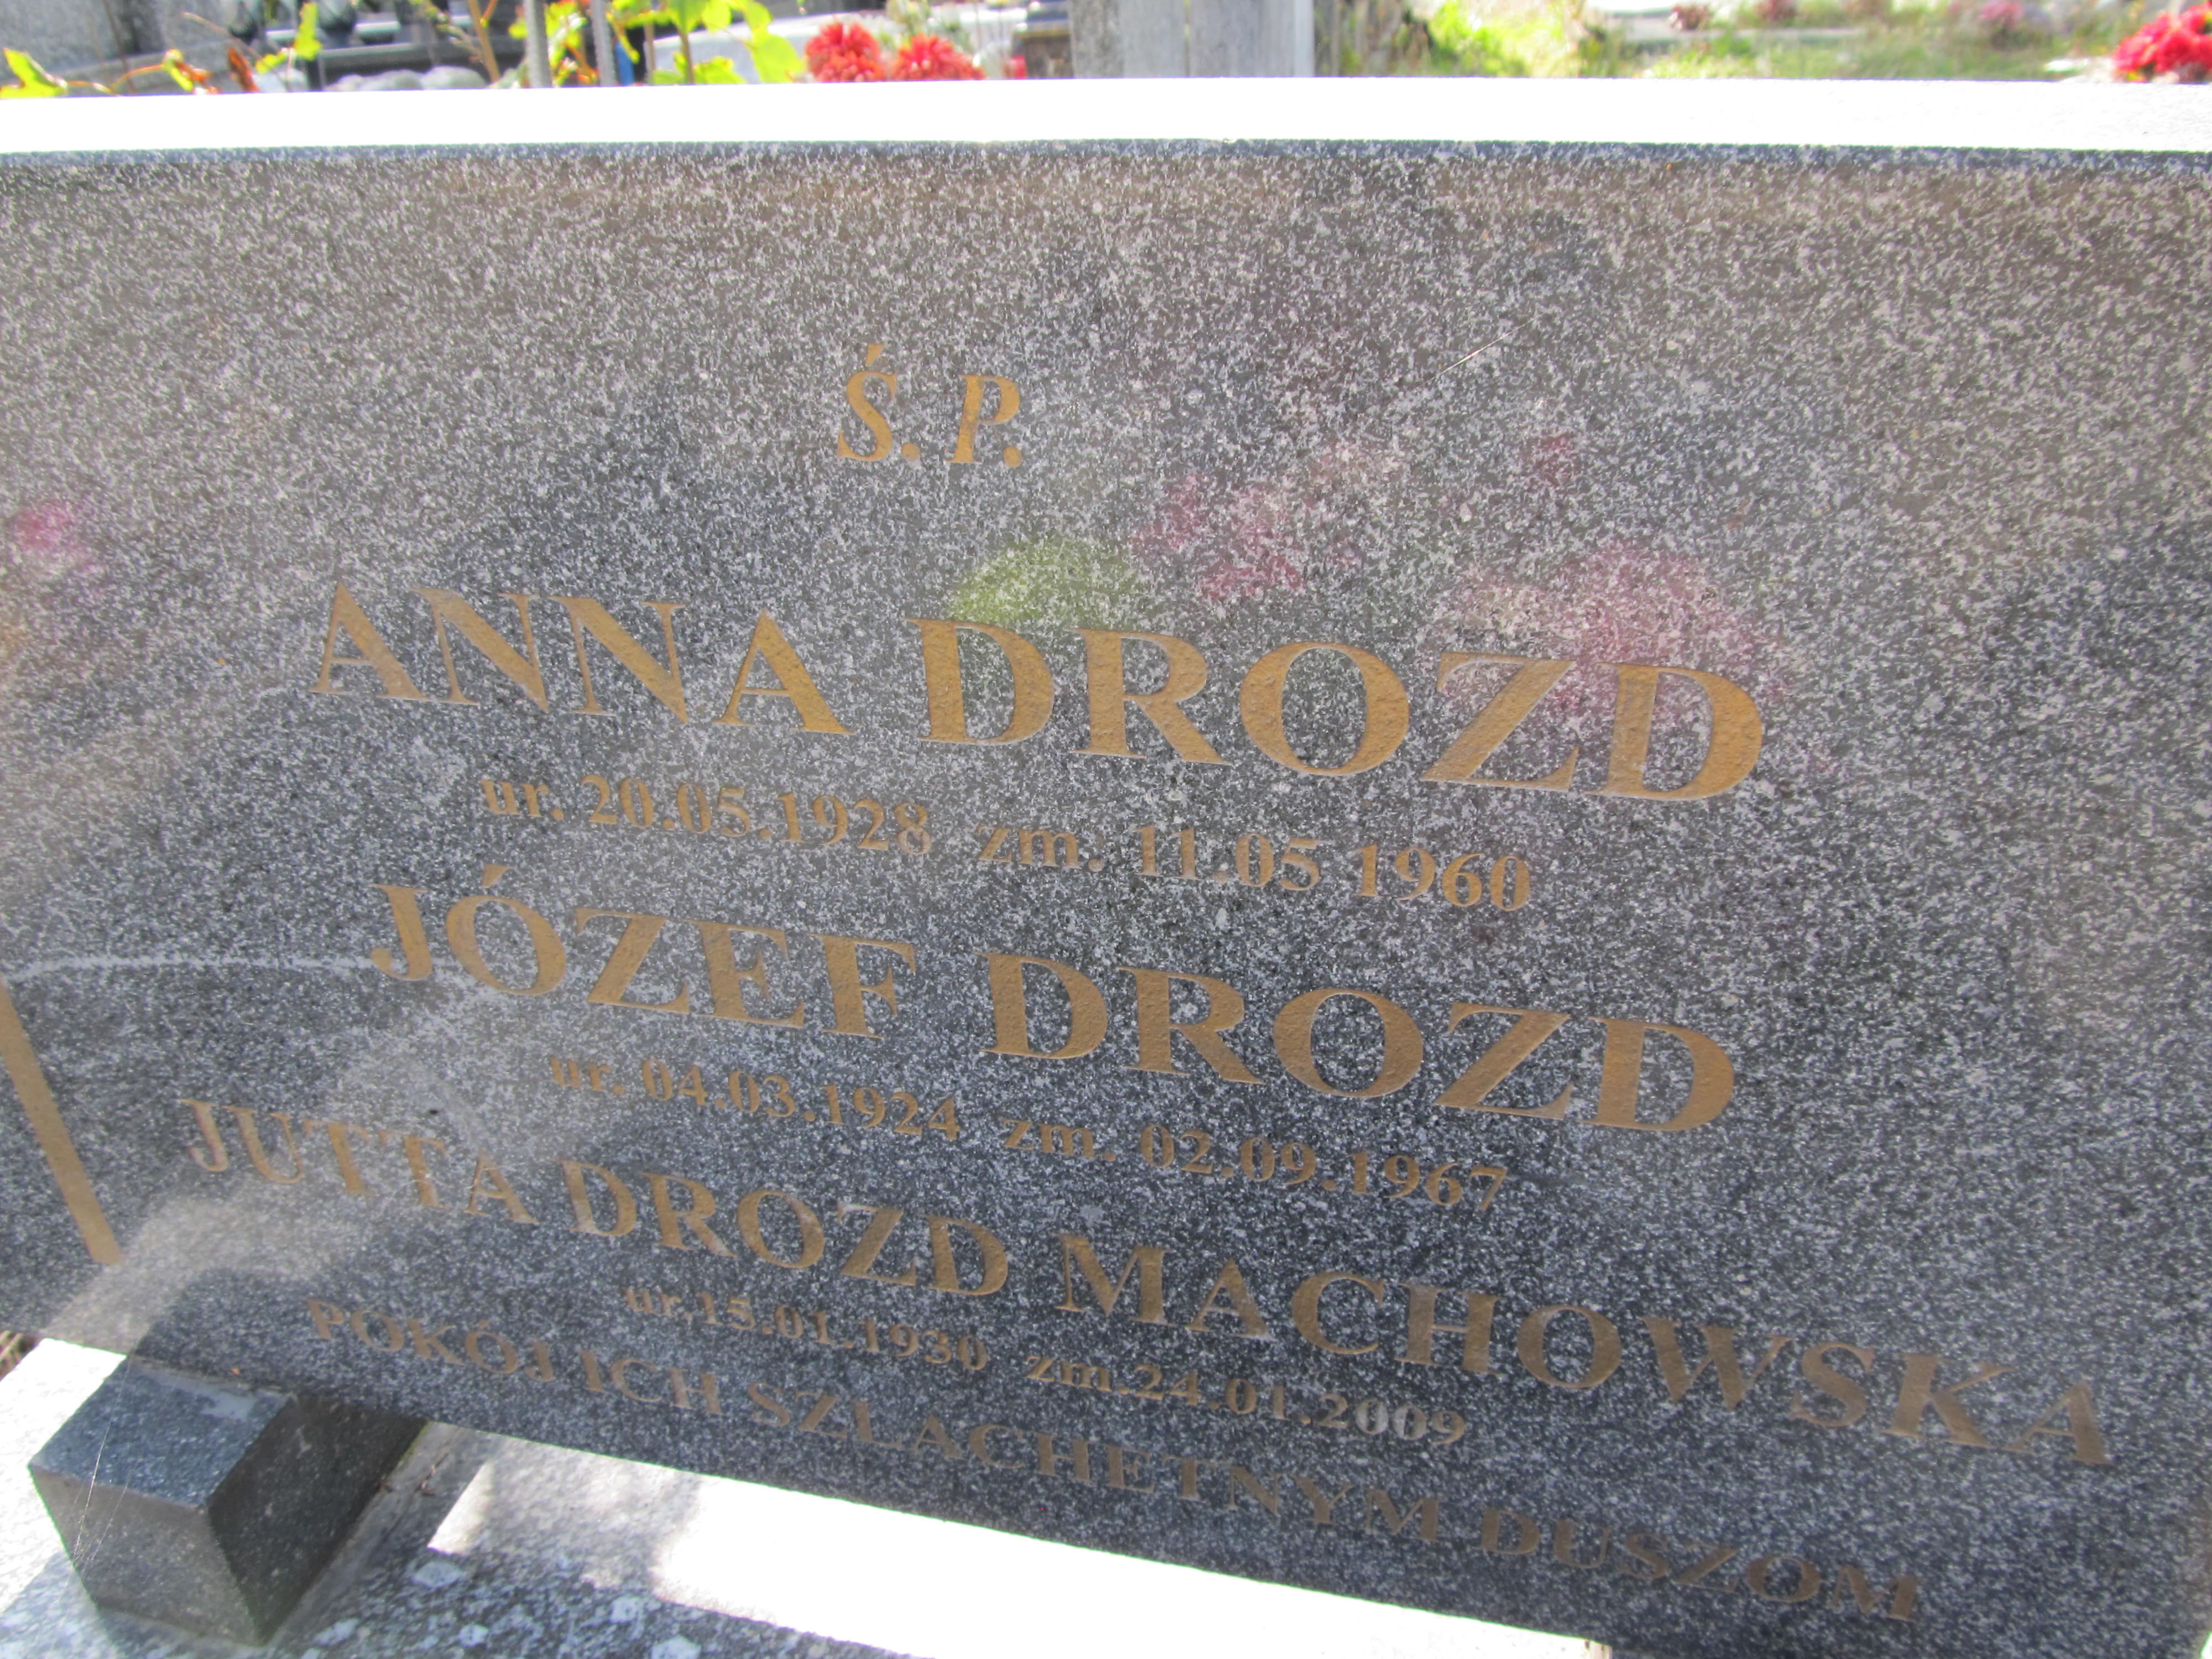 Ś. P.
ANNA DROZD
ur. 20.05.1928 zm. 11.05 1960
JÓZEF DROZD
ur. 04.03.1924 zm. 02.09.1967
JUTTA DROZD MACHOWSKA
ur.15.01.1930 zm.24.01.2009
POKÓJ ICH SZLACHETNYM DUSZOM